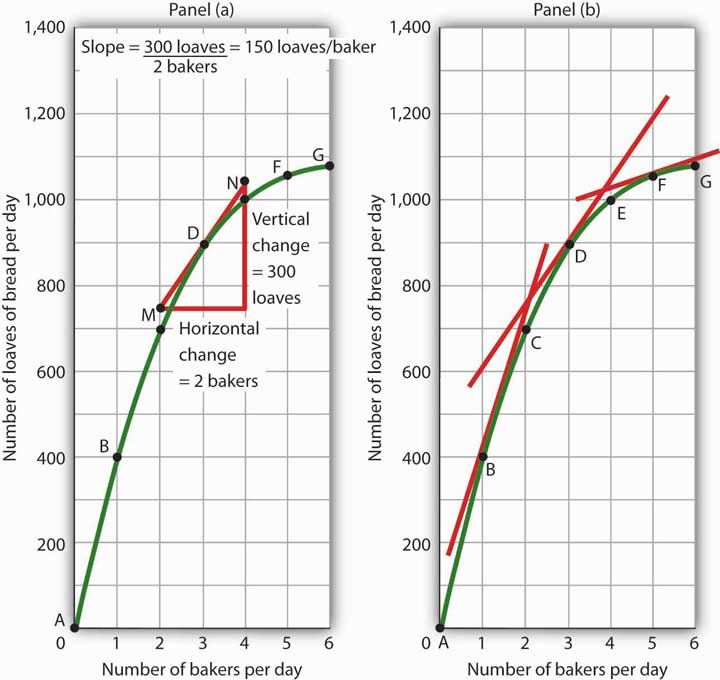 Panel (a)
Slope = 300 loaves = 150 loaves/baker
2 bakers
1,400
1,200
1,000
800
600
400
200
0
1
2
3
4
5
6
A
B
M
D
N
F
G
Vertical
change
= 300
loaves
Horizontal
change
= 2 bakers
Number of loaves of bread per day
Number of bakers per day
Panel (b)
1,400
1,200
1,000
800
600
400
200
0
1
2
3
4
5
6
A
B
C
D
E
F
G
Number of loaves of bread per day
Number of bakers per day